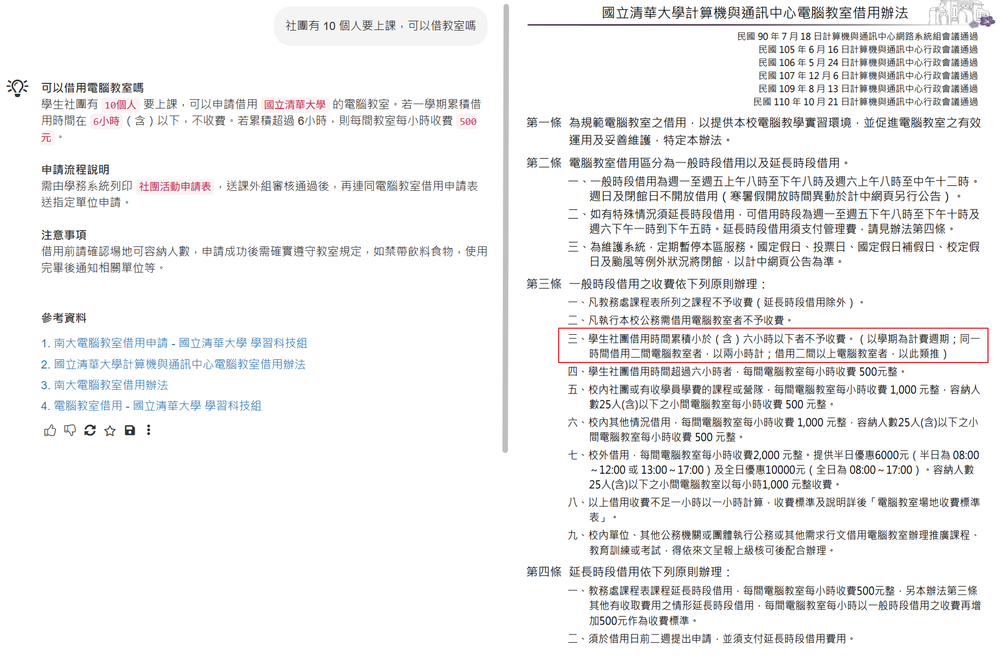 社團有 10 個人要上課，可以借教室嗎
可以借用電腦教室嗎
學生社團有 10個人 要上課，可以申請借用 國立清華大學 的電腦教室。若一學期累積借
用時間在 6小時（含）以下，不收費。若累積超過 6小時，則每間教室每小時收費 500
元 。
申請流程說明
需由學務系統列印 社團活動申請表 ，送課外組審核通過後，再連同電腦教室借用申請表
送指定單位申請。
注意事項
借用前請確認場地可容納人數，申請成功後需確實遵守教室規定，如禁帶飲料食物，使用
完畢後通知相關單位等。
參考資料
1. 南大電腦教室借用申請 - 國立清華大學 學習科技組
2. 國立清華大學計算機與通訊中心電腦教室借用辦法
3. 南大電腦教室借用辦法
4. 電腦教室借用 - 國立清華大學 學習科技組
國立清華大學計算機與通訊中心電腦教室借用辦法
民國 90 年 7 月 18 日計算機與通訊中心網路系統組會議通過
民國 105 年 6 月 16 日計算機與通訊中心行政會議通過
民國 106 年 5 月 24 日計算機與通訊中心行政會議通過
民國 107 年 12 月 6 日計算機與通訊中心行政會議通過
民國 109 年 8 月 13 日計算機與通訊中心行政會議通過
民國 110 年 10 月 21 日計算機與通訊中心行政會議通過
第一條 為規範電腦教室之借用，以提供本校電腦教學實習環境，並促進電腦教室之有效
運用及妥善維護，特定本辦法。
第二條 電腦教室借用區分為一般時段借用以及延長時段借用。
一、一般時段借用為週一至週五上午八時至下午八時及週六上午八時至中午十二時。
週日及閉館日不開放借用（寒暑假開放時間異動於計中網頁另行公告）。
二、如有特殊情況須延長時段借用，可借用時段為週一至週五下午八時至下午十時及
週六下午一時到下午五時。延長時段借用須支付管理費，請見辦法第四條。
三、為維護系統，定期暫停本區服務。國定假日、投票日、國定假日補假日、校定假
日及颱風等例外狀況將閉館，以計中網頁公告為準。
第三條 一般時段借用之收費依下列原則辦理：
一、凡教務處課程表所列之課程不予收費（延長時段借用除外）。
二、凡執行本校公務需借用電腦教室者不予收費。
三、學生社團借用時間累積小於（含）六小時以下者不予收費。（以學期為計費週期；同一
時間借用二間電腦教室者，以兩小時計；借用二間以上電腦教室者，以此類推）
四、學生社團借用時間超過六小時者，每間電腦教室每小時收費 500元整。
五、校內社團或有收學員學費的課程或營隊，每間電腦教室每小時收費 1,000 元整，容納人
數25人(含)以下之小間電腦教室每小時收費 500 元整。
六、校內其他情況借用，每間電腦教室每小時收費 1,000 元整，容納人數25人(含)以下之小
間電腦教室每小時收費 500 元整。
七、校外借用，每間電腦教室每小時收費2,000 元整。提供半日優惠6000元（半日為 08:00
～12:00 或 13:00～17:00）及全日優惠10000元（全日為 08:00～17:00）。容納人數
25人(含)以下之小間電腦教室以每小時1,000 元整收費。
八、以上借用收費不足一小時以一小時計算，收費標準及說明詳後「電腦教室場地收費標準
表」。
九、校內單位、其他公務機關或團體執行公務或其他需求行文借用電腦教室辦理推廣課程、
教育訓練或考試，得依來文呈報上級核可後配合辦理。
第四條 延長時段借用依下列原則辦理：
一、教務處課程表課程延長時段借用，每間電腦教室每小時收費500元整，另本辦法第三條
其他有收取費用之情形延長時段借用，每間電腦教室每小時以一般時段借用之收費再增
加500元作為收費標準。
二、須於借用日前二週提出申請，並須支付延長時段借用費用。